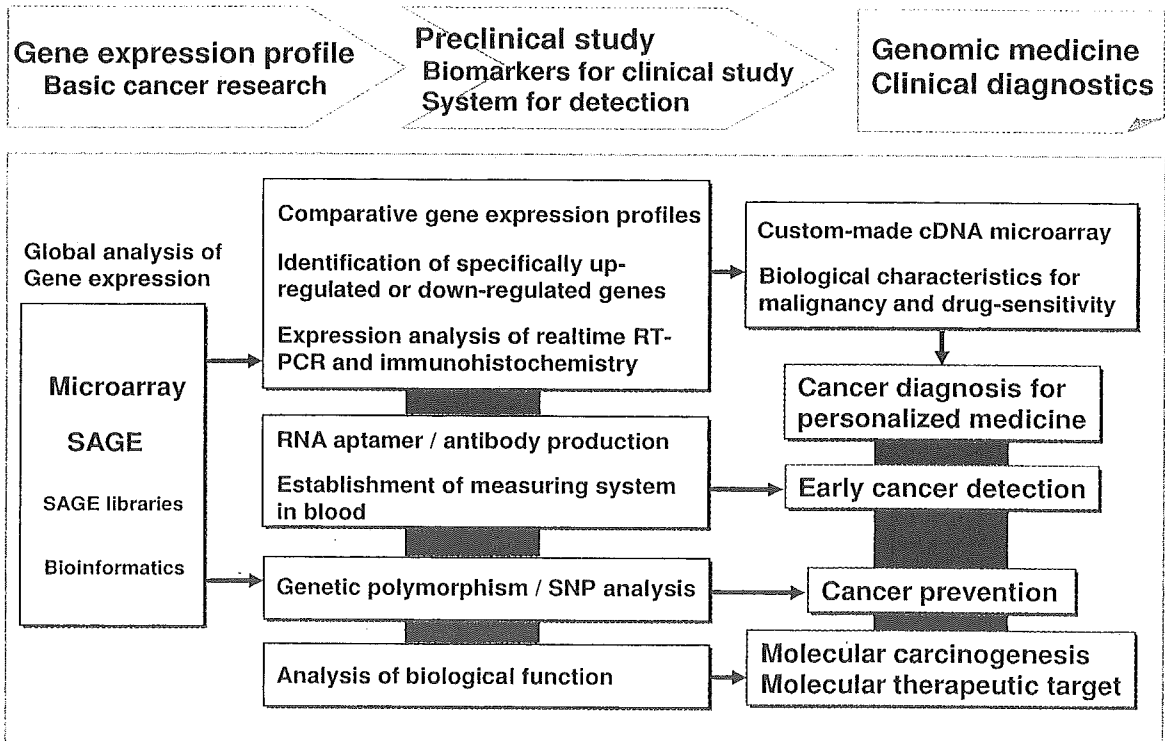 Gene expression profile
Basic cancer research
Preclinical study
Biomarkers for clinical study
System for detection
Genomic medicine
Clinical diagnostics
Global analysis of
Gene expression
Microarray
SAGE
SAGE libraries
Bioinformatics
Comparative gene expression profiles
Identification of specifically up-
regulated or down-regulated genes
Expression analysis of realtime RT-
PCR and immunohistochemistry
RNA aptamer / antibody production
Establishment of measuring system
in blood
Genetic polymorphism / SNP analysis
Analysis of biological function
Custom-made cDNA microarray
Biological characteristics for
malignancy and drug-sensitivity
Cancer diagnosis for
personalized medicine
Early cancer detection
Cancer prevention
Molecular carcinogenesis
Molecular therapeutic target